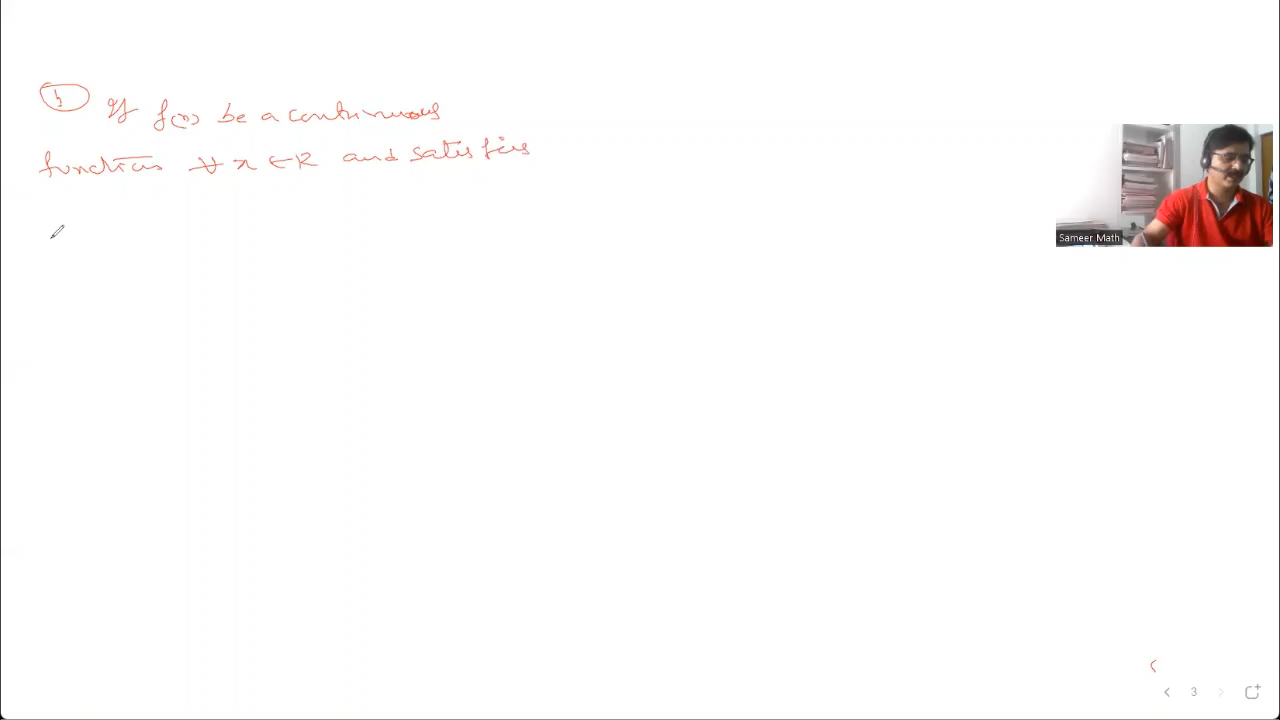 1 If f(x) be a continuous
function ∀ x ∈ R and satisfies
Sameer Math
3